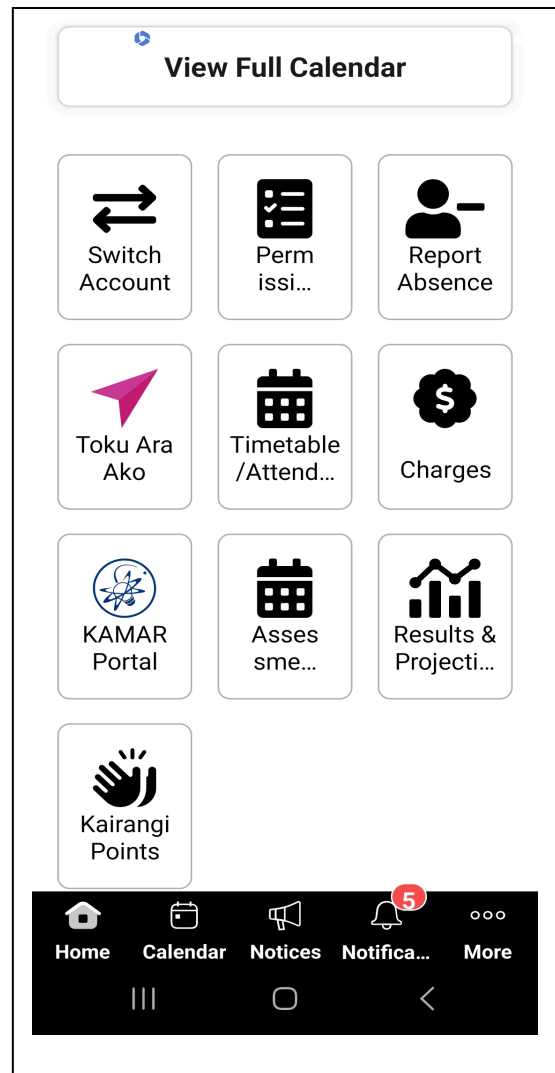 View Full Calendar
Switch
Account
Perm
issi...
Report
Absence
Toku Ara
Ako
Timetable
/Attend...
$
Charges
KAMAR
Portal
Asses
sme...
Results &
Projecti...
Kairangi
Points
5
Home
Calendar
Notices
Notifica...
More